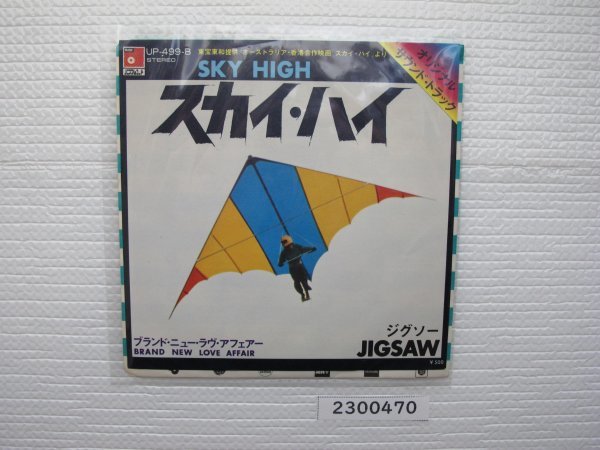 UP-499-B
STEREO
東宝東和提供 オーストラリア・香港合作映画「スカイ・ハイ」より
オリジナル
サウンド・トラック
SKY HIGH
スカイ・ハイ
ブランド・ニュー・ラヴ・アフェアー
BRAND NEW LOVE AFFAIR
ジグソー
JIGSAW
¥500
2300470